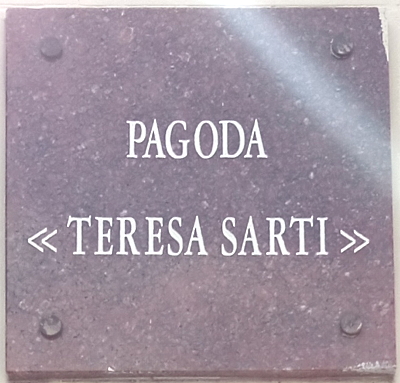 PAGODA
« TERESA SARTI »